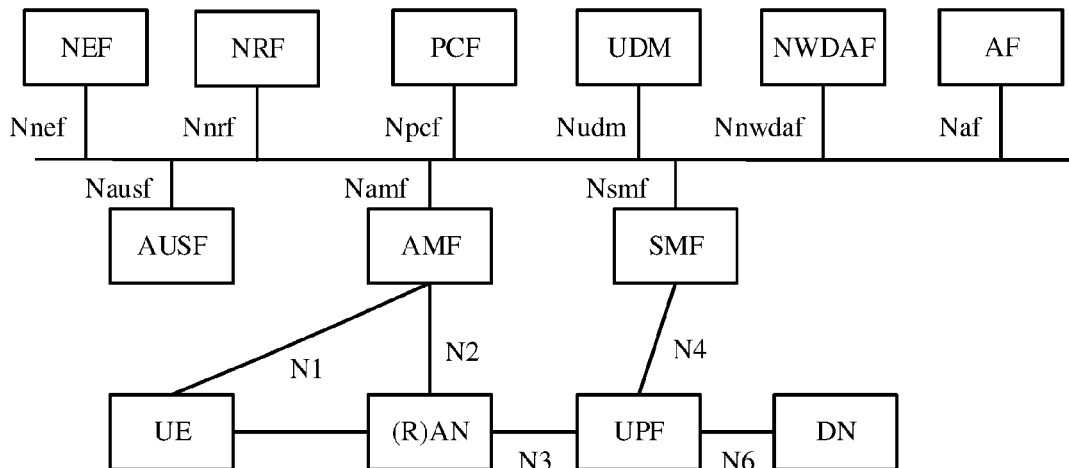 NEF
NRF
PCF
UDM
NWDAF
AF
Nnef
Nnrf
Npcf
Nudm
Nnwdaf
Naf
Nausf
Namf
Nsmf
AUSF
AMF
SMF
N1
N2
N4
UE
(R)AN
UPF
DN
N3
N6